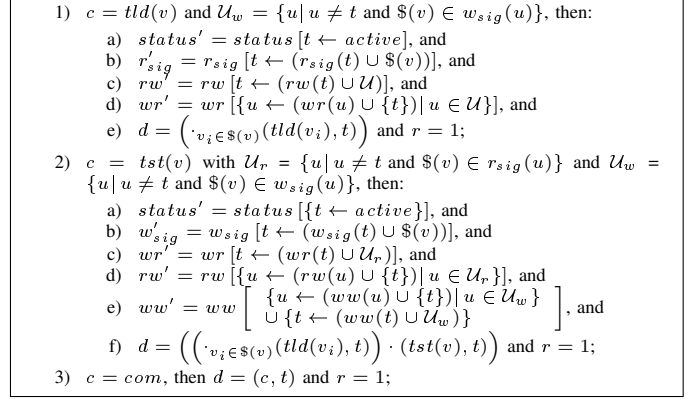 1) c = tld(v) and 𝒰_w = {u| u ≠ t and $(v) ∈ w_sig(u)}, then:
a) status′ = status [t ← active], and
b) r′_sig = r_sig [t ← (r_sig(t) ∪ $(v))], and
c) rw′ = rw [t ← (rw(t) ∪ 𝒰)], and
d) wr′ = wr [{u ← (wr(u) ∪ {t})| u ∈ 𝒰}], and
e) d = (·_{v_i∈$(v)}(tld(v_i), t)) and r = 1;
2) c = tst(v) with 𝒰_r = {u| u ≠ t and $(v) ∈ r_sig(u)} and 𝒰_w =
{u| u ≠ t and $(v) ∈ w_sig(u)}, then:
a) status′ = status [{t ← active}], and
b) w′_sig = w_sig [t ← (w_sig(t) ∪ $(v))], and
c) wr′ = wr [t ← (wr(t) ∪ 𝒰_r)], and
d) rw′ = rw [{u ← (rw(u) ∪ {t})| u ∈ 𝒰_r}], and
e) ww′ = ww [ {u ← (ww(u) ∪ {t})| u ∈ 𝒰_w}
∪ {t ← (ww(t) ∪ 𝒰_w)} ], and
f) d = ((·_{v_i∈$(v)}(tld(v_i), t)) · (tst(v), t)) and r = 1;
3) c = com, then d = (c, t) and r = 1;